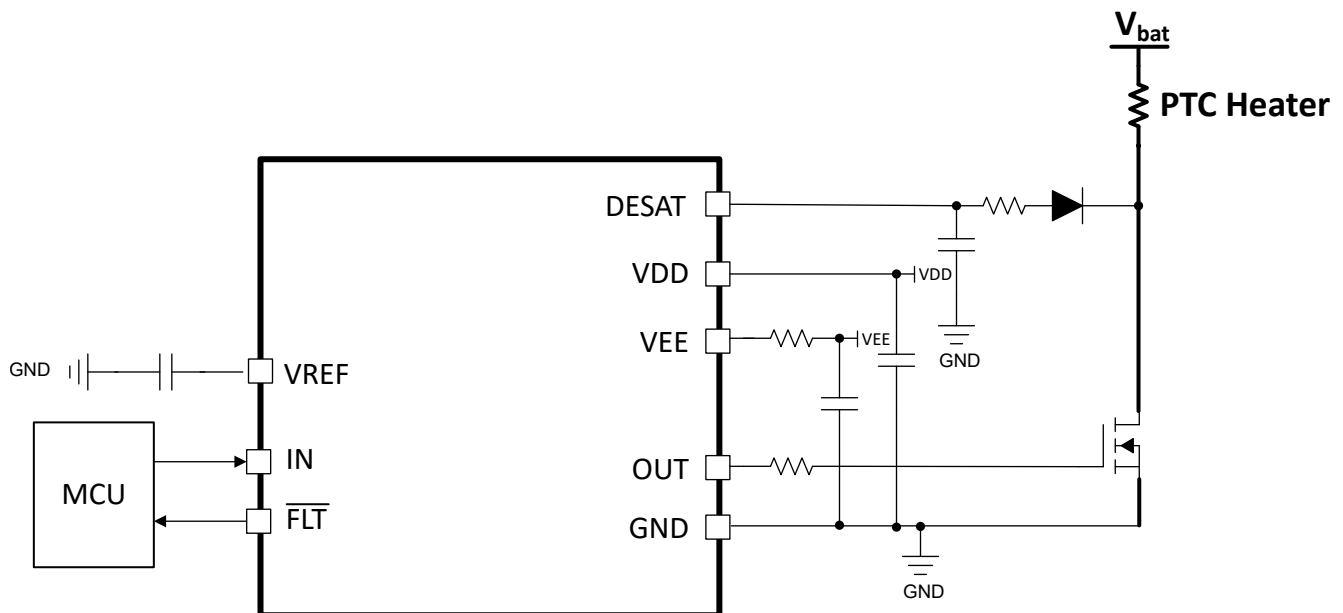 Vbat
PTC Heater
DESAT
VDD
VDD
GND
VEE
VEE
GND
VREF
MCU
IN
FLT
OUT
GND
GND